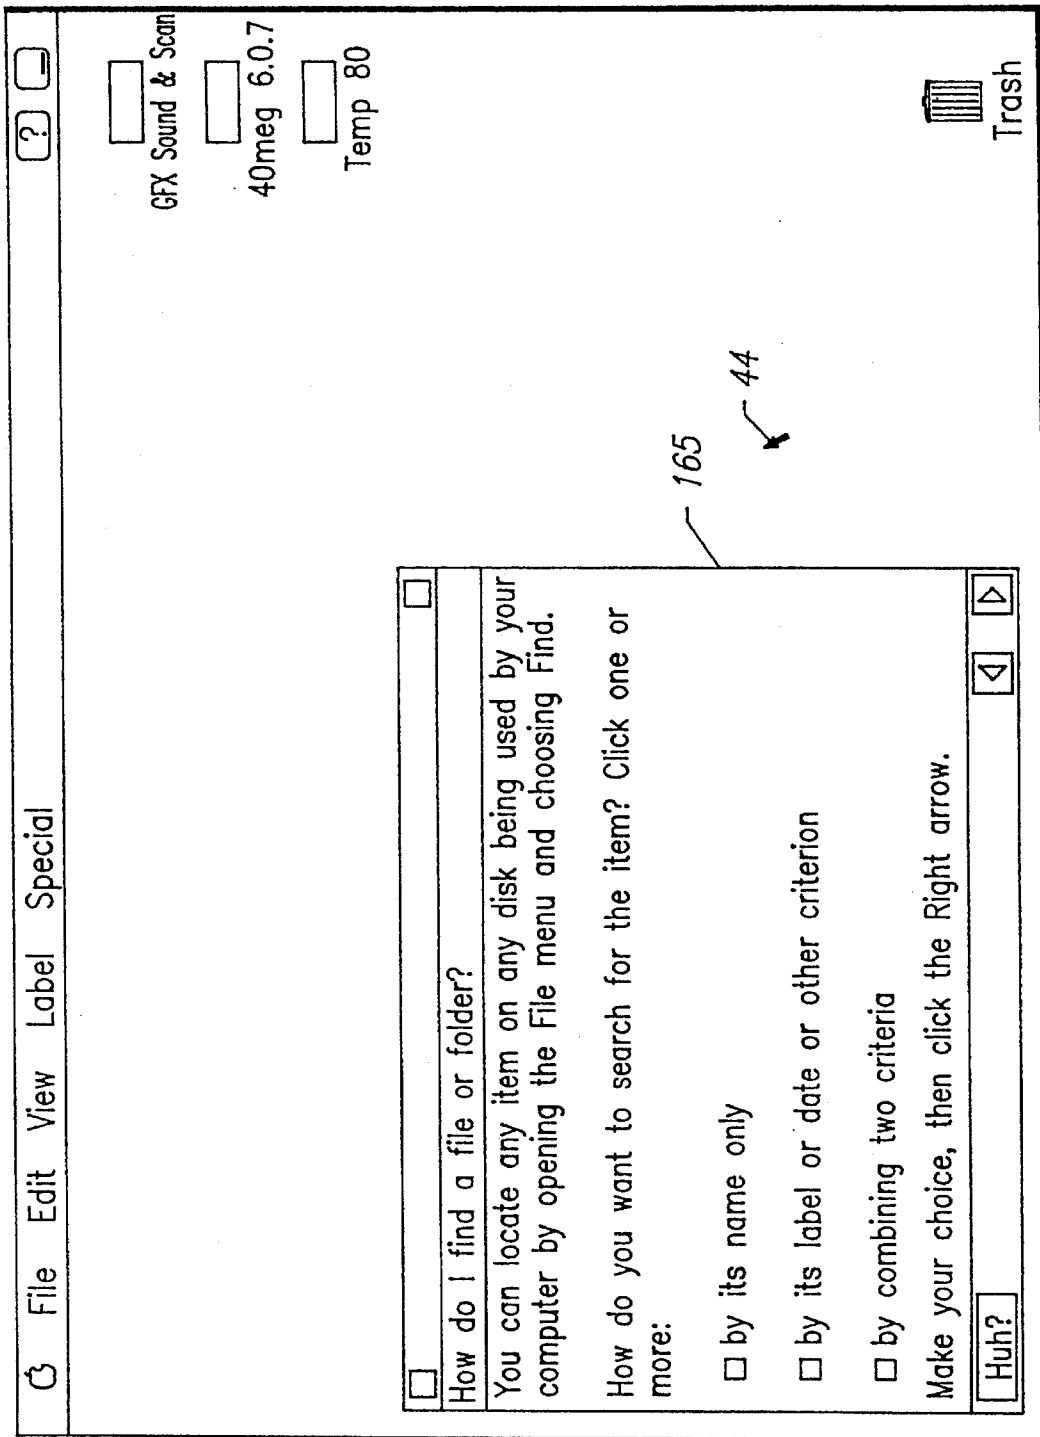 File Edit View Label Special ?
GFX Sound & Scan
40meg 6.0.7
Temp 80
How do I find a file or folder?
You can locate any item on any disk being used by your
computer by opening the File menu and choosing Find.
How do you want to search for the item? Click one or
more:
by its name only
by its label or date or other criterion
by combining two criteria
Make your choice, then click the Right arrow.
Huh?
165
44
Trash